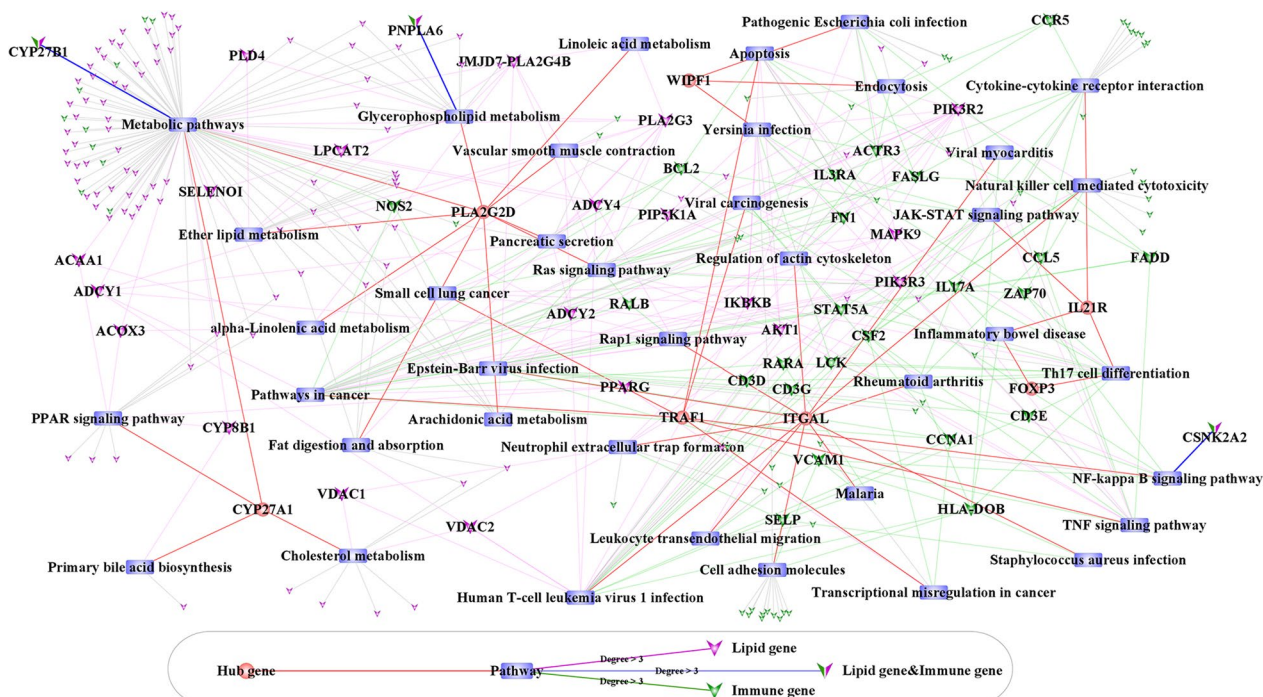 Pathogenic Escherichia coli infection
CCR5
PNPLA6
CYP27B1
Linoleic acid metabolism
PLD4
JMJD7-PLA2G4B
Apoptosis
WIPF1
Endocytosis
Cytokine-cytokine receptor interaction
PIK3R2
Metabolic pathways
Glycerophospholipid metabolism
PLA2G3
Yersinia infection
LPCAT2
Vascular smooth muscle contraction
ACTR3
Viral myocarditis
BCL2
IL3RA
FASLG
SELENOI
Natural killer cell mediated cytotoxicity
NOS2
PLA2G2D
ADCY4
PIP5K1A
Viral carcinogenesis
FN1
JAK-STAT signaling pathway
Ether lipid metabolism
Pancreatic secretion
MAPK9
ACAA1
Ras signaling pathway
Regulation of actin cytoskeleton
CCL5
FADD
ADCY1
Small cell lung cancer
RALB
IKBKB
PIK3R3
IL17A
ZAP70
ACOX3
alpha-Linolenic acid metabolism
ADCY2
STAT5A
IL21R
Rap1 signaling pathway
AKT1
CSF2
Inflammatory bowel disease
Epstein-Barr virus infection
RARA
LCK
Pathways in cancer
PPARG
CD3D
CD3G
Rheumatoid arthritis
Th17 cell differentiation
FOXP3
PPAR signaling pathway
CYP8B1
Arachidonic acid metabolism
TRAF1
ITGAL
CD3E
Fat digestion and absorption
Neutrophil extracellular trap formation
CCNA1
CSNK2A2
VCAM1
NF-kappa B signaling pathway
VDAC1
Malaria
CYP27A1
VDAC2
SELP
HLA-DOB
TNF signaling pathway
Cholesterol metabolism
Leukocyte transendothelial migration
Primary bile acid biosynthesis
Staphylococcus aureus infection
Cell adhesion molecules
Human T-cell leukemia virus 1 infection
Transcriptional misregulation in cancer
Hub gene
Pathway
Degree > 3
Lipid gene
Degree > 3
Lipid gene&Immune gene
Degree > 3
Immune gene